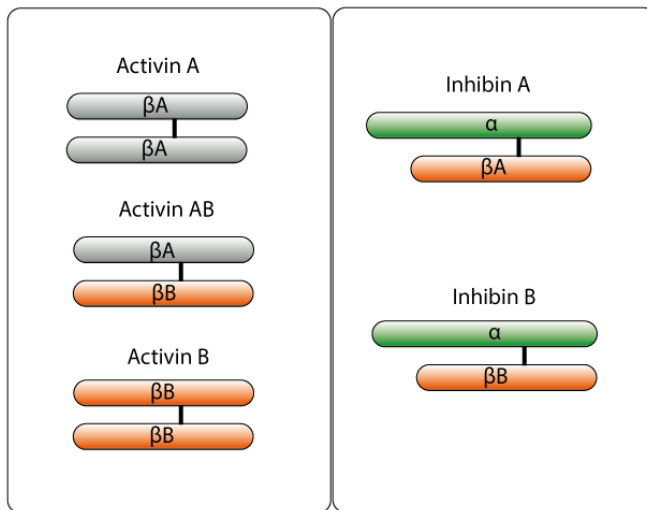 Activin A
βA
βA
Activin AB
βA
βB
Activin B
βB
βB
Inhibin A
α
βA
Inhibin B
α
βB